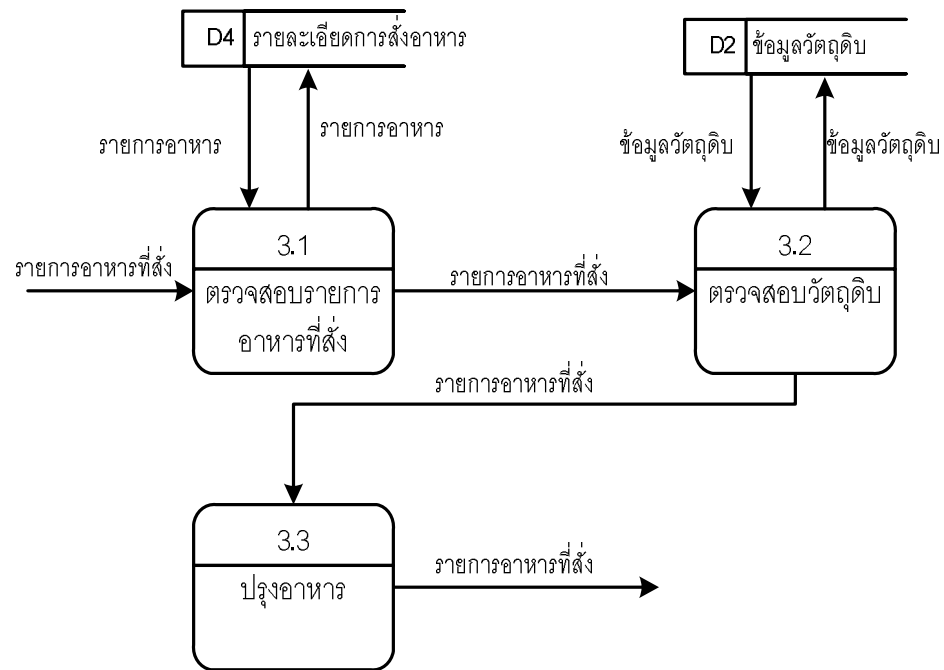 D4 รายละเอียดการสั่งอาหาร
D2 ข้อมูลวัตถุดิบ
รายการอาหาร
รายการอาหาร
ข้อมูลวัตถุดิบ
ข้อมูลวัตถุดิบ
รายการอาหารที่สั่ง
3.1
ตรวจสอบรายการ
อาหารที่สั่ง
รายการอาหารที่สั่ง
3.2
ตรวจสอบวัตถุดิบ
รายการอาหารที่สั่ง
3.3
ปรุงอาหาร
รายการอาหารที่สั่ง